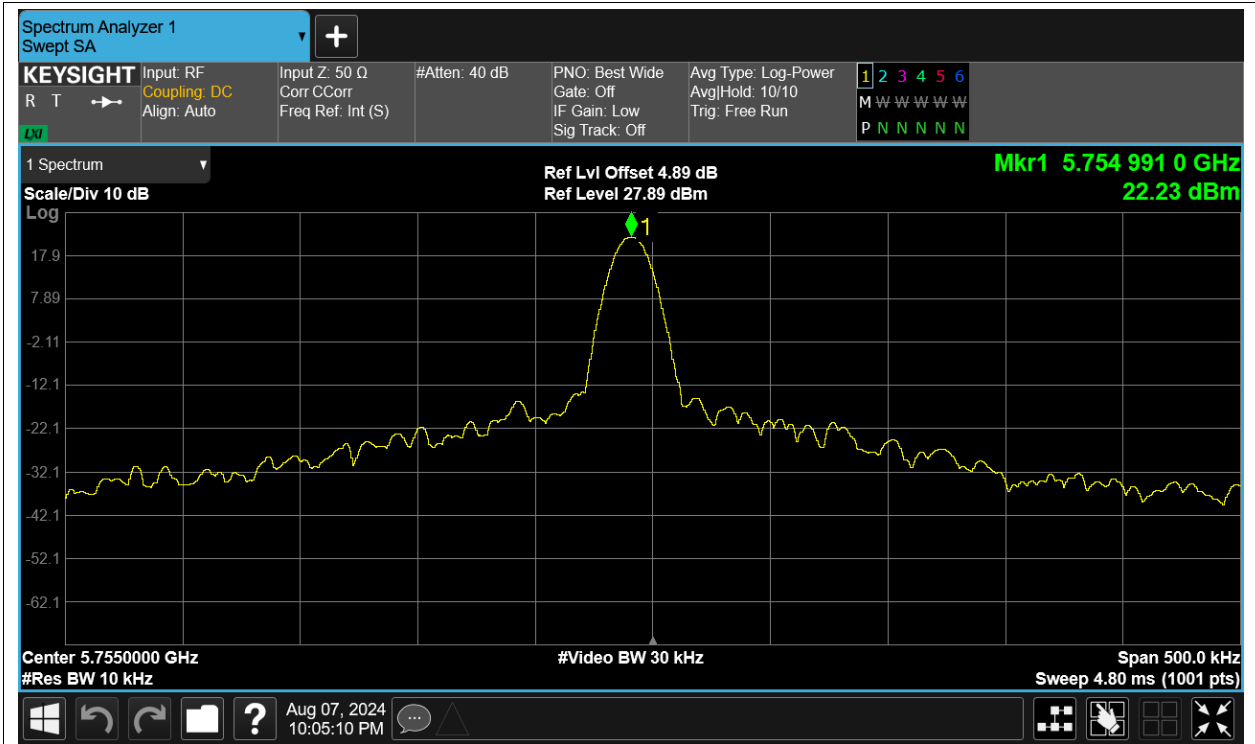 Spectrum Analyzer 1
Swept SA
KEYSIGHT
R T
LXI
Input: RF
Coupling: DC
Align: Auto
Input Z: 50 Ω
Corr CCorr
Freq Ref: Int (S)
#Atten: 40 dB
PNO: Best Wide
Gate: Off
IF Gain: Low
Sig Track: Off
Avg Type: Log-Power
Avg|Hold: 10/10
Trig: Free Run
1 2 3 4 5 6
M W W W W W
P N N N N N
1 Spectrum
Scale/Div 10 dB
Log
Ref Lvl Offset 4.89 dB
Ref Level 27.89 dBm
Mkr1 5.754 991 0 GHz
22.23 dBm
1
17.9
7.89
-2.11
-12.1
-22.1
-32.1
-42.1
-52.1
-62.1
Center 5.7550000 GHz
#Video BW 30 kHz
Span 500.0 kHz
#Res BW 10 kHz
Sweep 4.80 ms (1001 pts)
?
Aug 07, 2024
10:05:10 PM